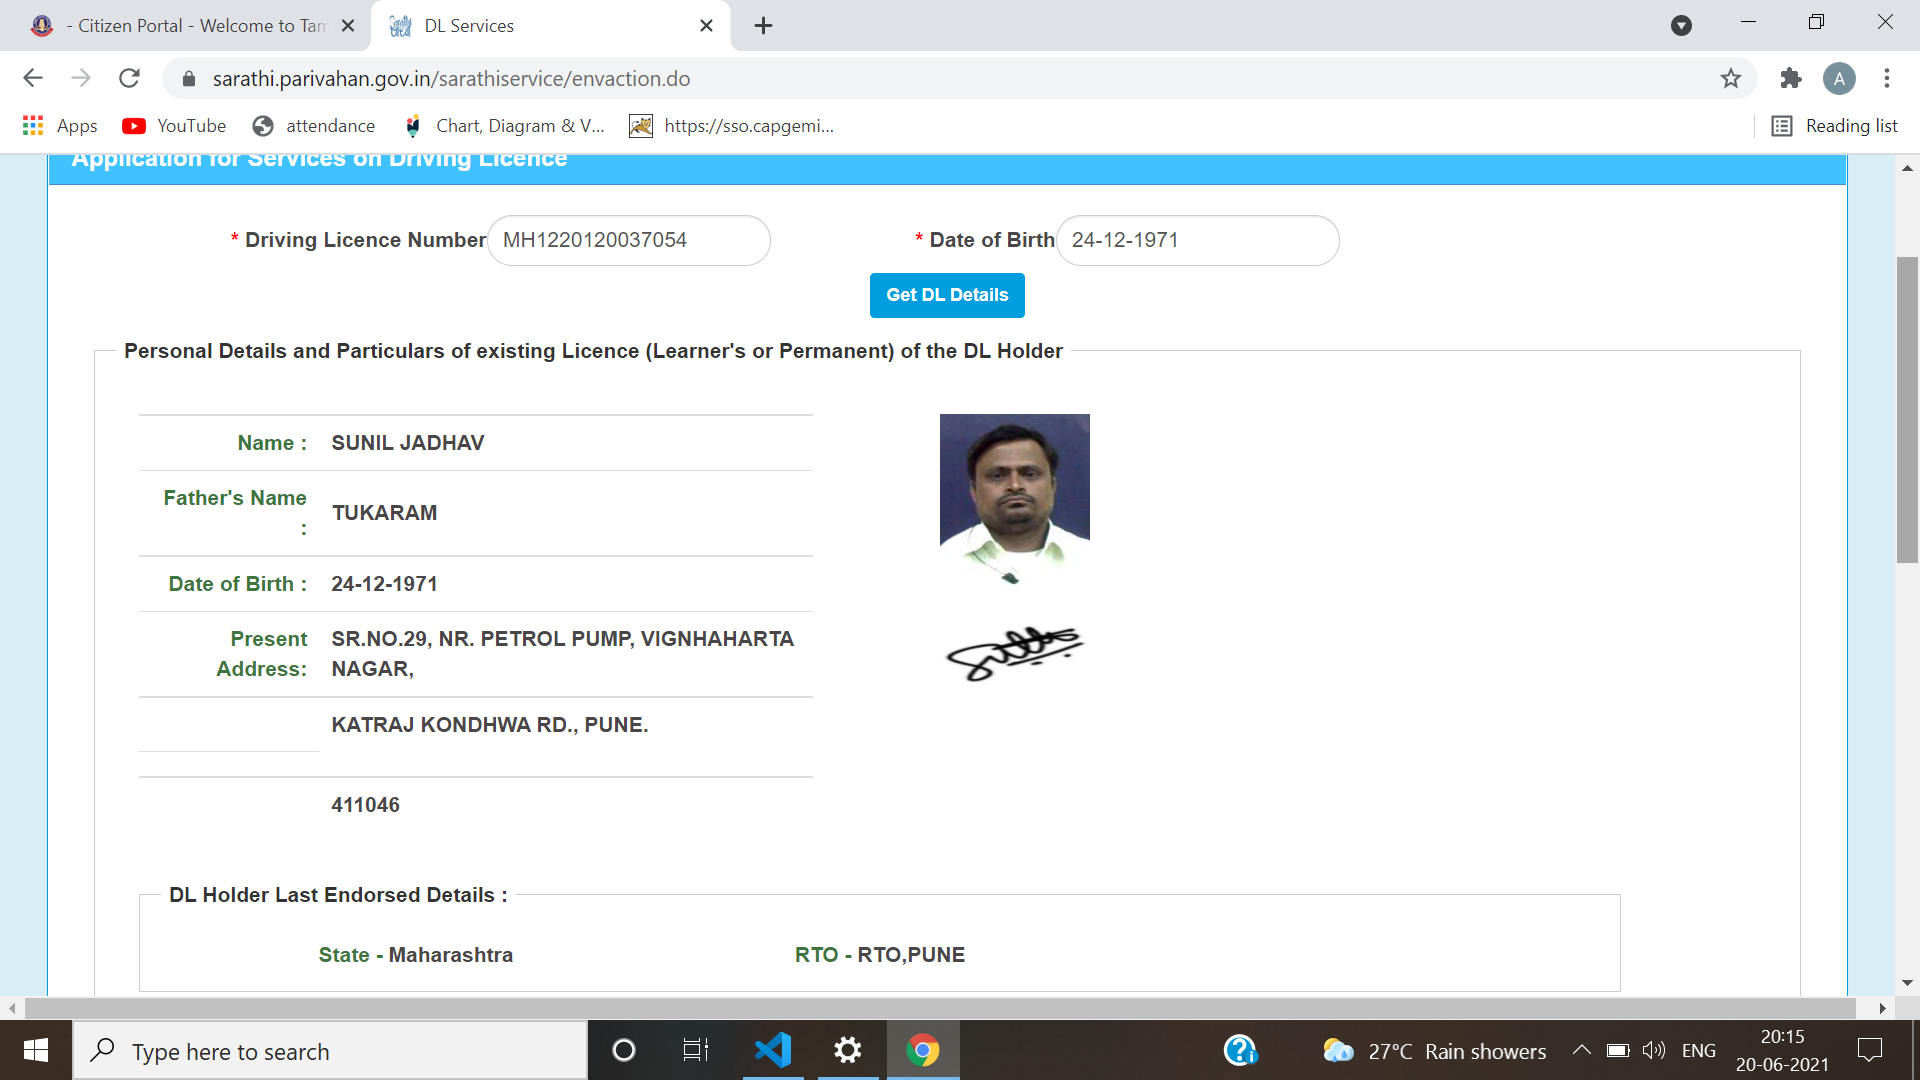 - Citizen Portal - Welcome to Tam
DL Services
sarathi.parivahan.gov.in/sarathiservice/envaction.do
A
Apps
YouTube
attendance
Chart, Diagram & V...
https://sso.capgemi...
Reading list
Application for Services on Driving Licence
* Driving Licence Number MH1220120037054
* Date of Birth 24-12-1971
Get DL Details
Personal Details and Particulars of existing Licence (Learner's or Permanent) of the DL Holder
Name : SUNIL JADHAV
Father's Name
: TUKARAM
Date of Birth : 24-12-1971
Present SR.NO.29, NR. PETROL PUMP, VIGNHAHARTA
Address: NAGAR,
KATRAJ KONDHWA RD., PUNE.
411046
DL Holder Last Endorsed Details :
State - Maharashtra
RTO - RTO,PUNE
Type here to search
27°C Rain showers
ENG
20:15
20-06-2021